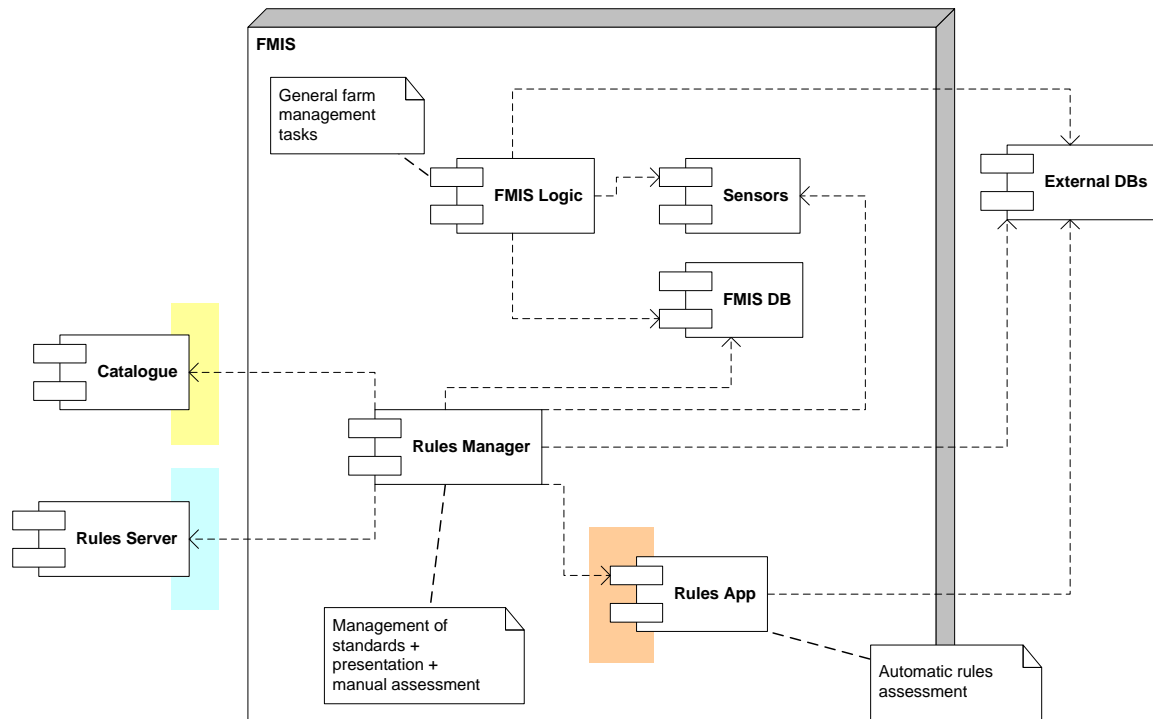 FMIS
General farm
management
tasks
FMIS Logic
Sensors
External DBs
FMIS DB
Catalogue
Rules Manager
Rules Server
Rules App
Management of
standards +
presentation +
manual assessment
Automatic rules
assessment